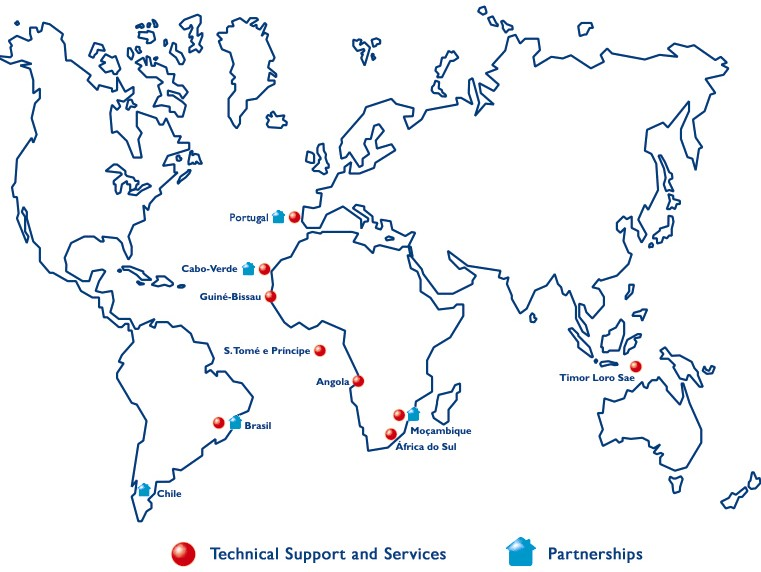 Portugal
Cabo-Verde
Guiné-Bissau
S.Tomé e Príncipe
Angola
Timor Loro Sae
Brasil
Moçambique
África do Sul
Chile
Technical Support and Services
Partnerships